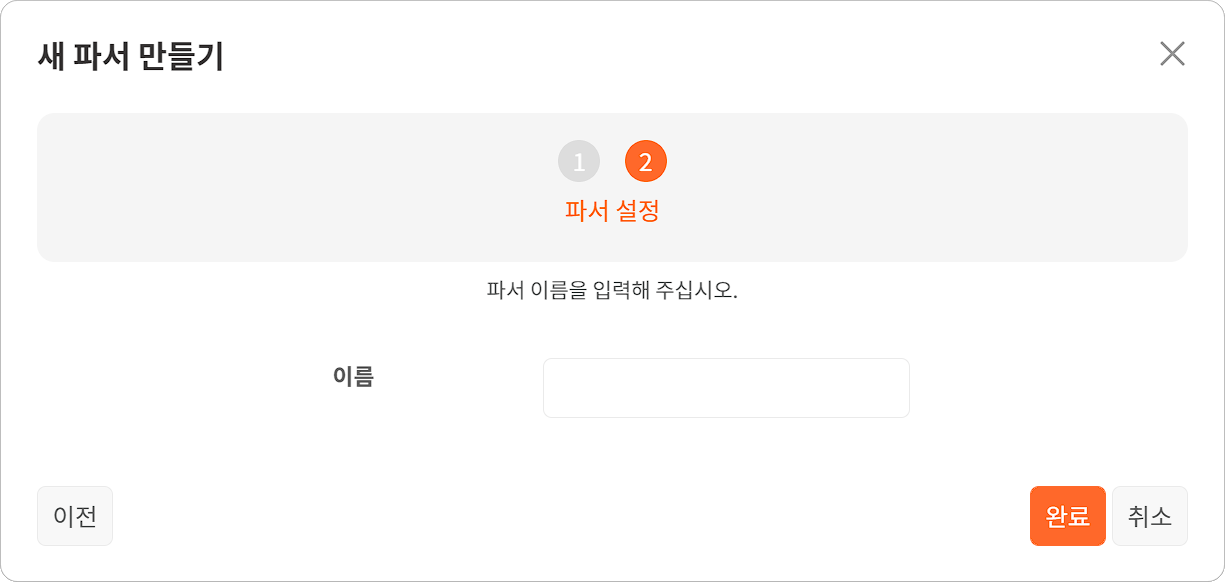 새 파서 만들기
1 2
파서 설정
파서 이름을 입력해 주십시오.
이름
이전 완료 취소